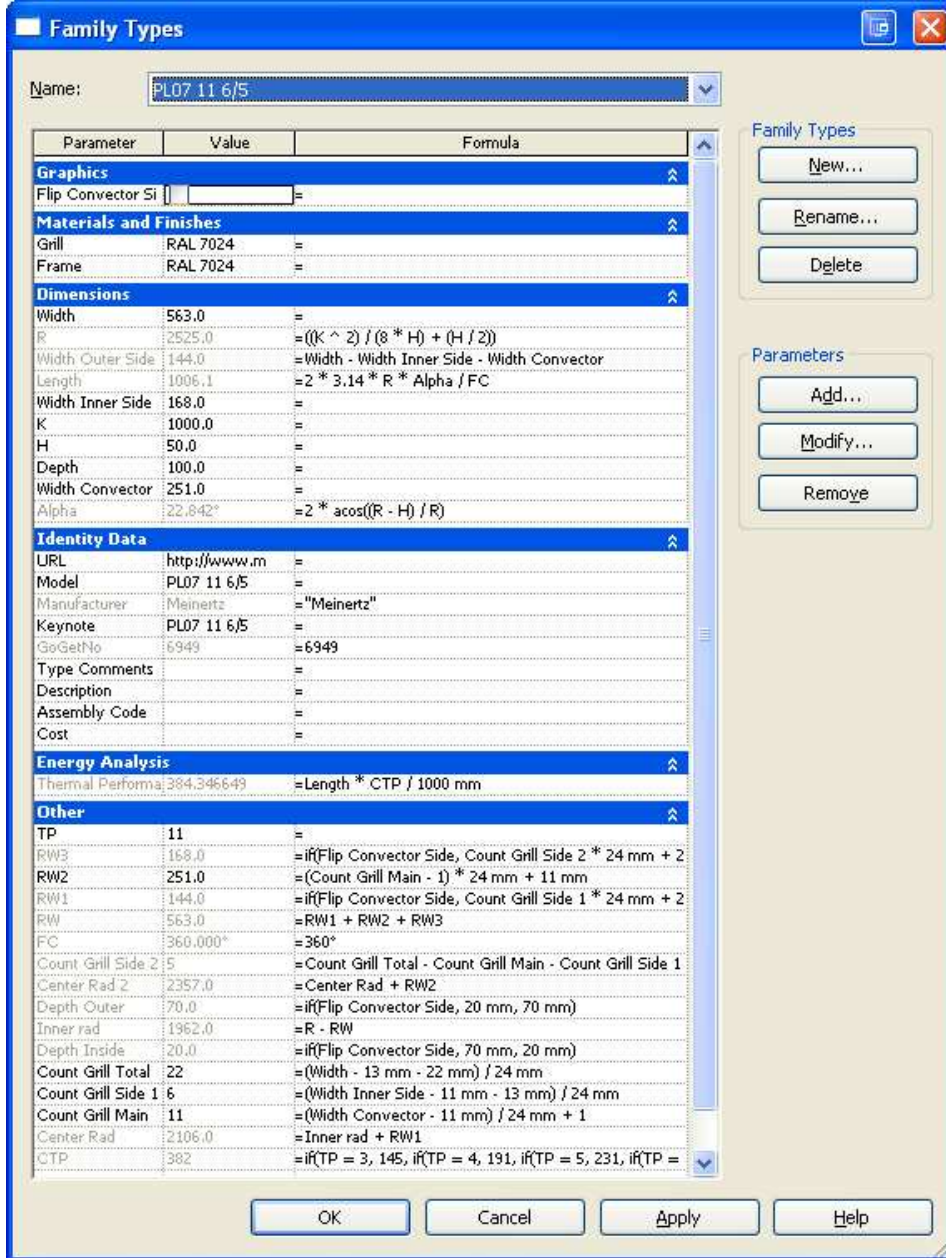 Family Types
Name: PL07 11 6/5
Parameter Value Formula
Graphics
Flip Convector Si =
Materials and Finishes
Grill RAL 7024 =
Frame RAL 7024 =
Dimensions
Width 563.0 =
R 2525.0 =((K ^ 2) / (8 * H) + (H / 2))
Width Outer Side 144.0 =Width - Width Inner Side - Width Convector
Length 1006.1 =2 * 3.14 * R * Alpha / FC
Width Inner Side 168.0 =
K 1000.0 =
H 50.0 =
Depth 100.0 =
Width Convector 251.0 =
Alpha 22.842° =2 * acos((R - H) / R)
Identity Data
URL http://www.m =
Model PL07 11 6/5 =
Manufacturer Meinertz ="Meinertz"
Keynote PL07 11 6/5 =
GoGetNo 6949 =6949
Type Comments =
Description =
Assembly Code =
Cost =
Energy Analysis
Thermal Performa 384.346649 =Length * CTP / 1000 mm
Other
TP 11 =
RW3 168.0 =if(Flip Convector Side, Count Grill Side 2 * 24 mm + 2
RW2 251.0 =(Count Grill Main - 1) * 24 mm + 11 mm
RW1 144.0 =if(Flip Convector Side, Count Grill Side 1 * 24 mm + 2
RW 563.0 =RW1 + RW2 + RW3
FC 360.000° =360°
Count Grill Side 2 5 =Count Grill Total - Count Grill Main - Count Grill Side 1
Center Rad 2 2357.0 =Center Rad + RW2
Depth Outer 70.0 =if(Flip Convector Side, 20 mm, 70 mm)
Inner rad 1962.0 =R - RW
Depth Inside 20.0 =if(Flip Convector Side, 70 mm, 20 mm)
Count Grill Total 22 =(Width - 13 mm - 22 mm) / 24 mm
Count Grill Side 1 6 =(Width Inner Side - 11 mm - 13 mm) / 24 mm
Count Grill Main 11 =(Width Convector - 11 mm) / 24 mm + 1
Center Rad 2106.0 =Inner rad + RW1
CTP 382 =if(TP = 3, 145, if(TP = 4, 191, if(TP = 5, 231, if(TP =
Family Types
New...
Rename...
Delete
Parameters
Add...
Modify...
Remove
OK Cancel Apply Help